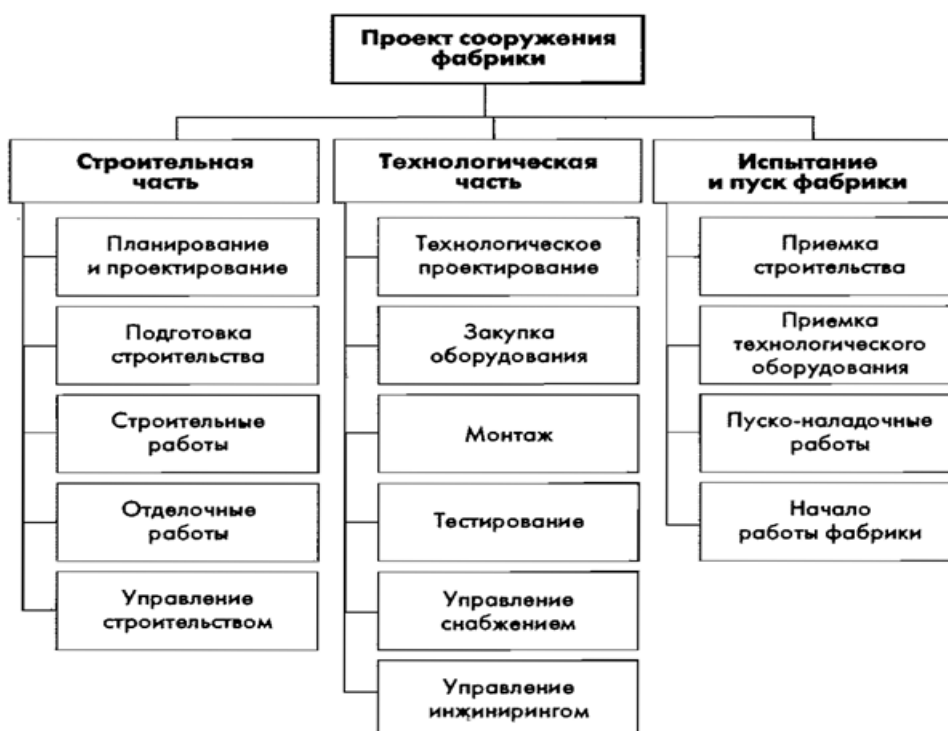 Проект сооружения
фабрики
Строительная
часть
Планирование
и проектирование
Подготовка
строительства
Строительные
работы
Отделочные
работы
Управление
строительством
Технологическая
часть
Технологическое
проектирование
Закупка
оборудования
Монтаж
Тестирование
Управление
снабжением
Управление
инжинирингом
Испытание
и пуск фабрики
Приемка
строительства
Приемка
технологического
оборудования
Пуско-наладочные
работы
Начало
работы фабрики